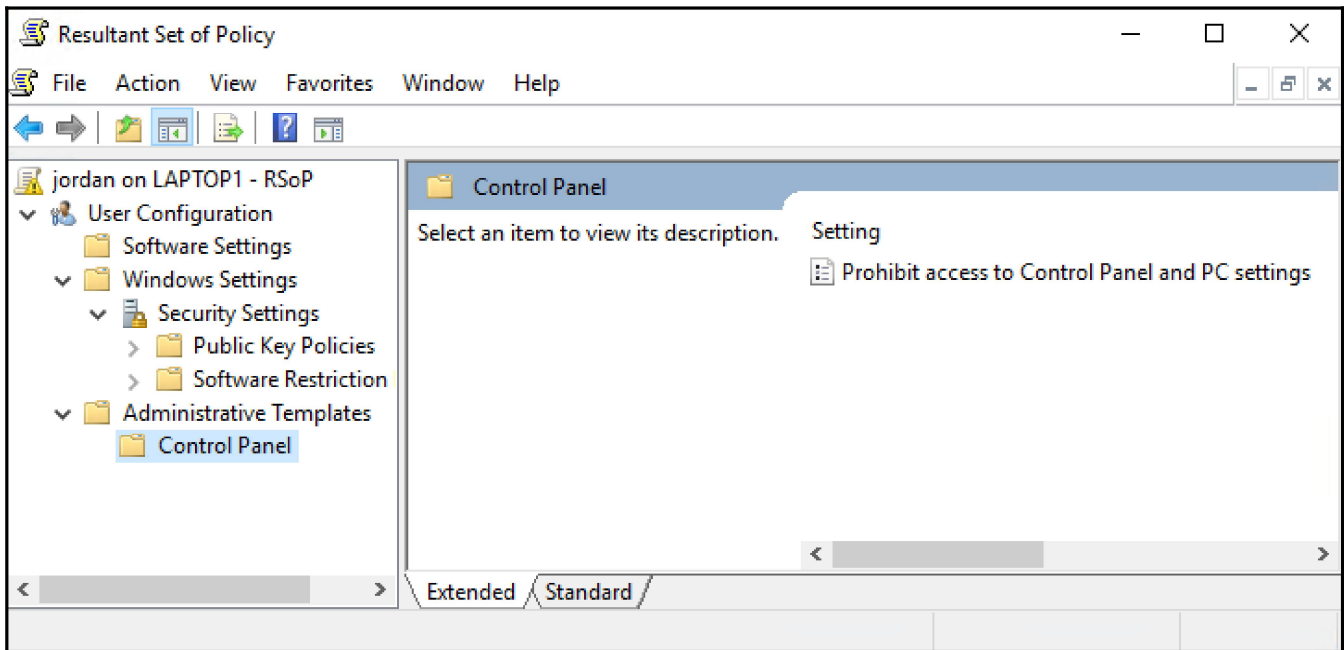 Resultant Set of Policy
File Action View Favorites Window Help
jordan on LAPTOP1 - RSoP
User Configuration
Software Settings
Windows Settings
Security Settings
Public Key Policies
Software Restriction
Administrative Templates
Control Panel
Control Panel
Select an item to view its description.
Setting
Prohibit access to Control Panel and PC settings
Extended Standard